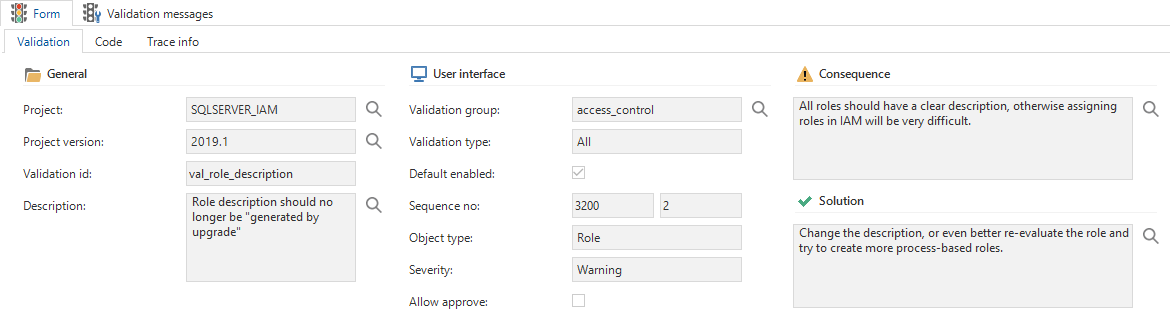 Form
Validation messages
Validation
Code
Trace info
General
Project:
SQLSERVER_IAM
Project version:
2019.1
Validation id:
val_role_description
Description:
Role description should no
longer be "generated by
upgrade"
User interface
Validation group:
access_control
Validation type:
All
Default enabled:
Sequence no:
3200
2
Object type:
Role
Severity:
Warning
Allow approve:
Consequence
All roles should have a clear description, otherwise assigning
roles in IAM will be very difficult.
Solution
Change the description, or even better re-evaluate the role and
try to create more process-based roles.